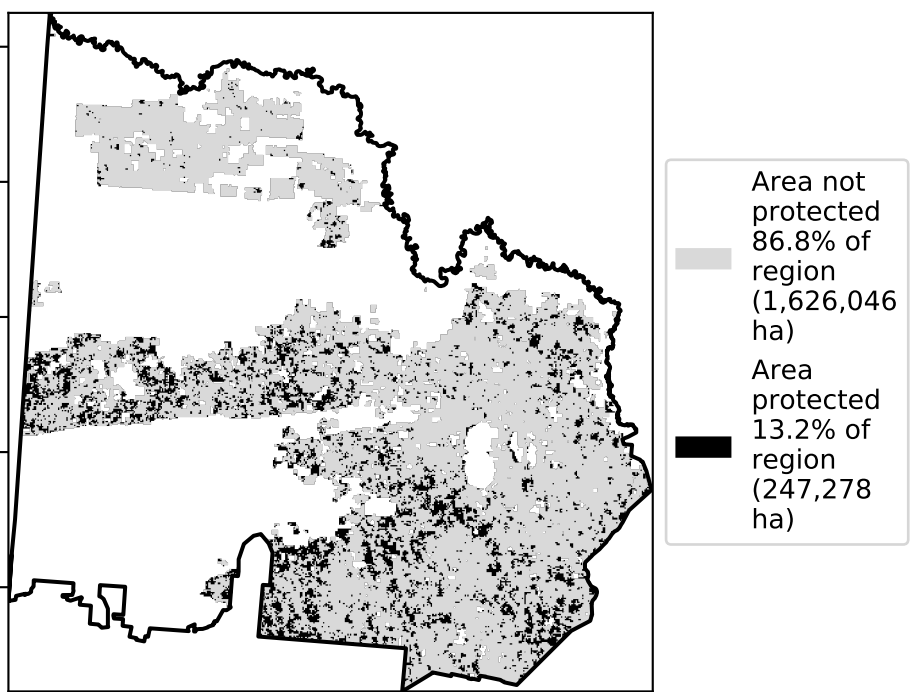 Area not
protected
86.8% of
region
(1,626,046
ha)
Area
protected
13.2% of
region
(247,278
ha)